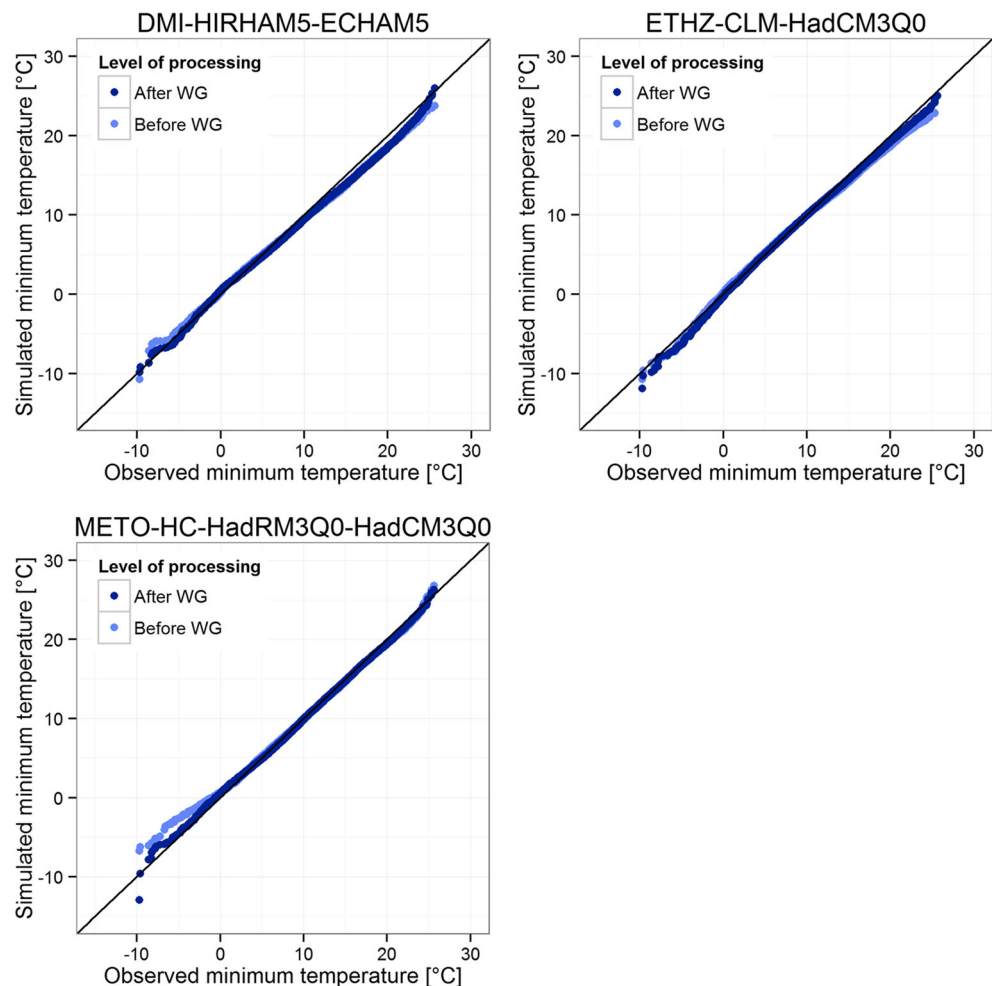 DMI-HIRHAM5-ECHAM5
Simulated minimum temperature [°C]
30
20
10
0
-10
Level of processing
After WG
Before WG
-10 0 10 20 30
Observed minimum temperature [°C]
ETHZ-CLM-HadCM3Q0
Simulated minimum temperature [°C]
30
20
10
0
-10
Level of processing
After WG
Before WG
-10 0 10 20 30
Observed minimum temperature [°C]
METO-HC-HadRM3Q0-HadCM3Q0
Simulated minimum temperature [°C]
30
20
10
0
-10
Level of processing
After WG
Before WG
-10 0 10 20 30
Observed minimum temperature [°C]